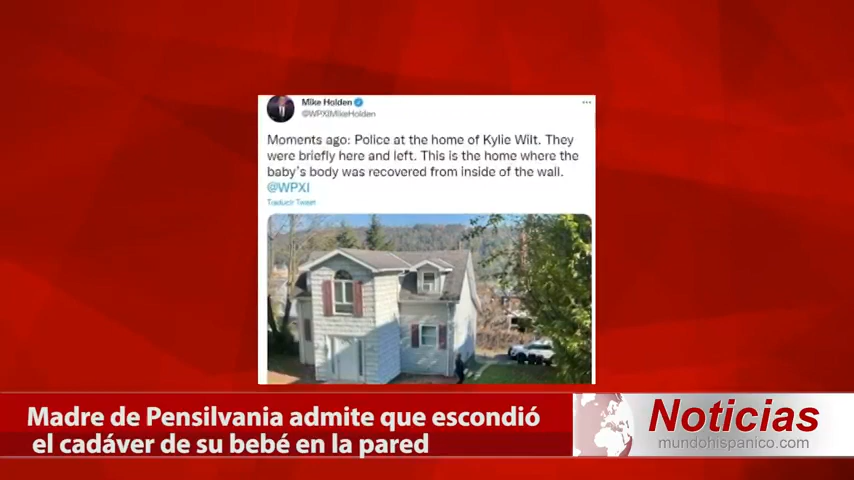 Mike Holden
@WPXIMikeHolden
Moments ago: Police at the home of Kylie Wilt. They
were briefly here and left. This is the home where the
baby's body was recovered from inside of the wall.
@WPXI
Traducir Tweet
Madre de Pensilvania admite que escondió
el cadáver de su bebé en la pared
Noticias
mundohispanico.com